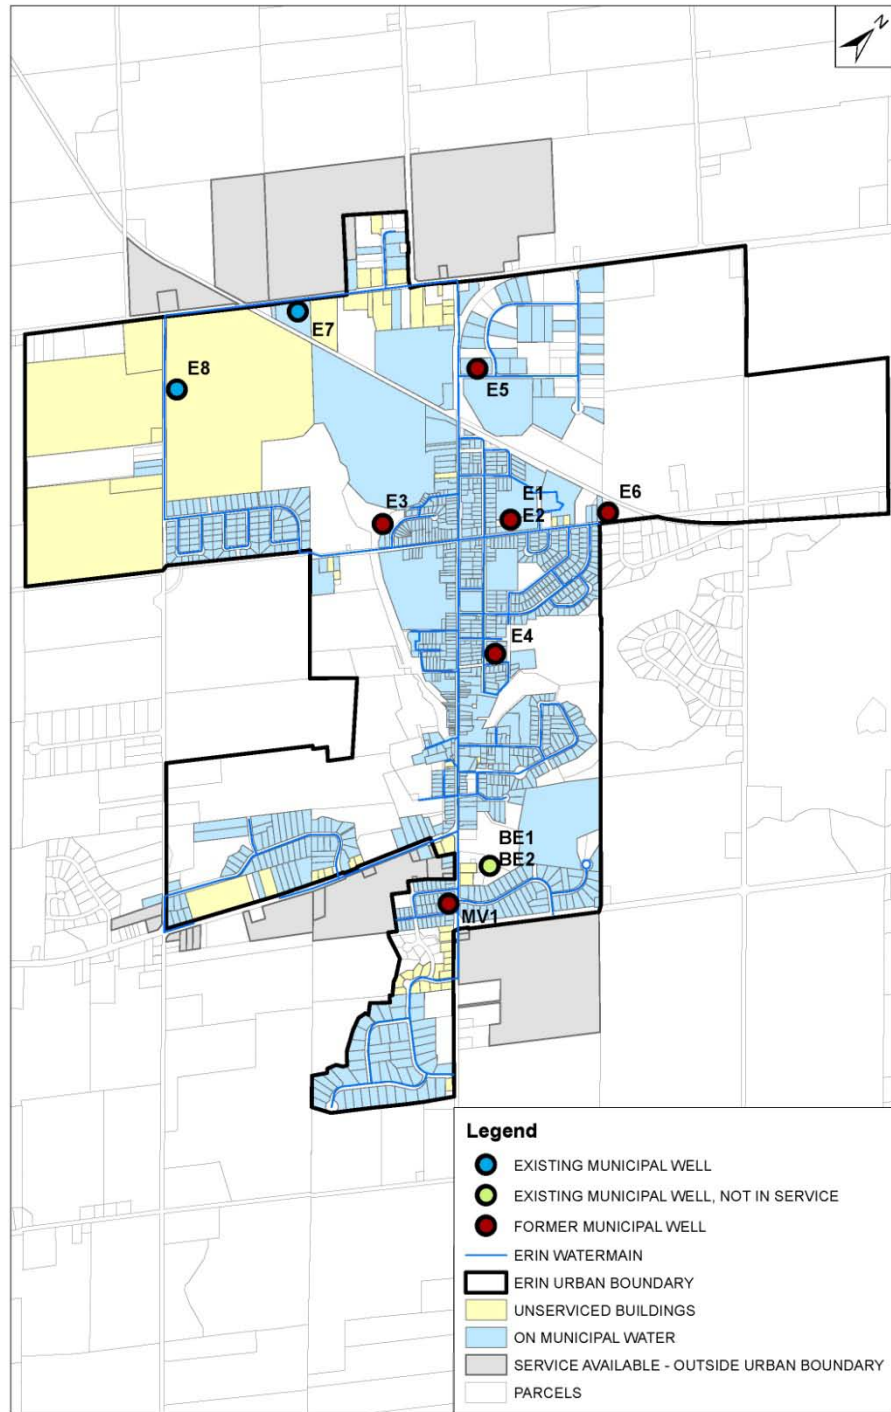 N
E7
E8
E5
E3
E1
E2
E6
E4
BE1
BE2
MV1
Legend
EXISTING MUNICIPAL WELL
EXISTING MUNICIPAL WELL, NOT IN SERVICE
FORMER MUNICIPAL WELL
ERIN WATERMAIN
ERIN URBAN BOUNDARY
UNSERVICED BUILDINGS
ON MUNICIPAL WATER
SERVICE AVAILABLE - OUTSIDE URBAN BOUNDARY
PARCELS